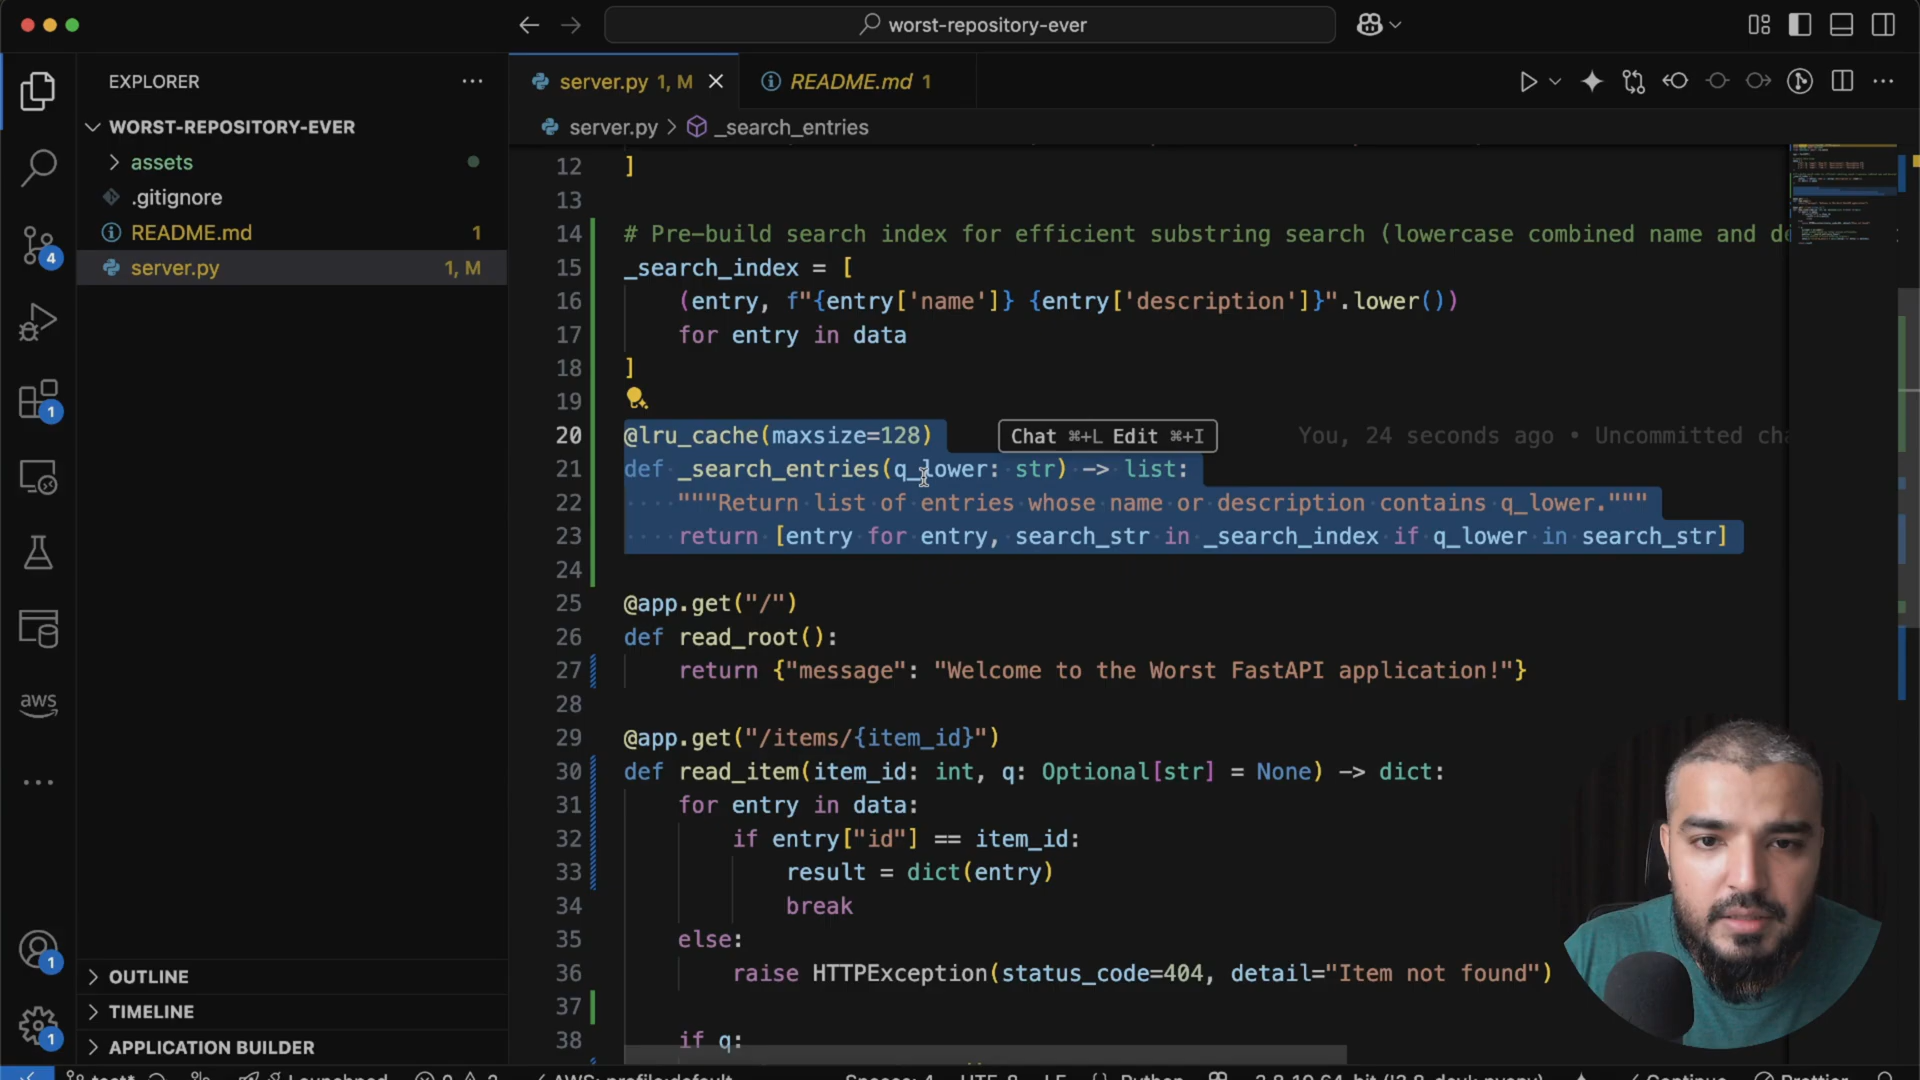 worst-repository-ever
EXPLORER
server.py 1, M
README.md 1
WORST-REPOSITORY-EVER
server.py > _search_entries
assets
.gitignore
README.md 1
server.py 1, M
4
1
aws
1
1
OUTLINE
TIMELINE
APPLICATION BUILDER
12 ]
13
14 # Pre-build search index for efficient substring search (lowercase combined name and
15 _search_index = [
16 (entry, f"{entry['name']} {entry['description']}".lower())
17 for entry in data
18 ]
19
20 @lru_cache(maxsize=128) Chat ⌘+L Edit ⌘+I You, 24 seconds ago • Uncommitted
21 def _search_entries(q_lower: str) -> list:
22 """Return list of entries whose name or description contains q_lower."""
23 return [entry for entry, search_str in _search_index if q_lower in search_str]
24
25 @app.get("/")
26 def read_root():
27 return {"message": "Welcome to the Worst FastAPI application!"}
28
29 @app.get("/items/{item_id}")
30 def read_item(item_id: int, q: Optional[str] = None) -> dict:
31 for entry in data:
32 if entry["id"] == item_id:
33 result = dict(entry)
34 break
35 else:
36 raise HTTPException(status_code=404, detail="Item not found")
37
38 if q: